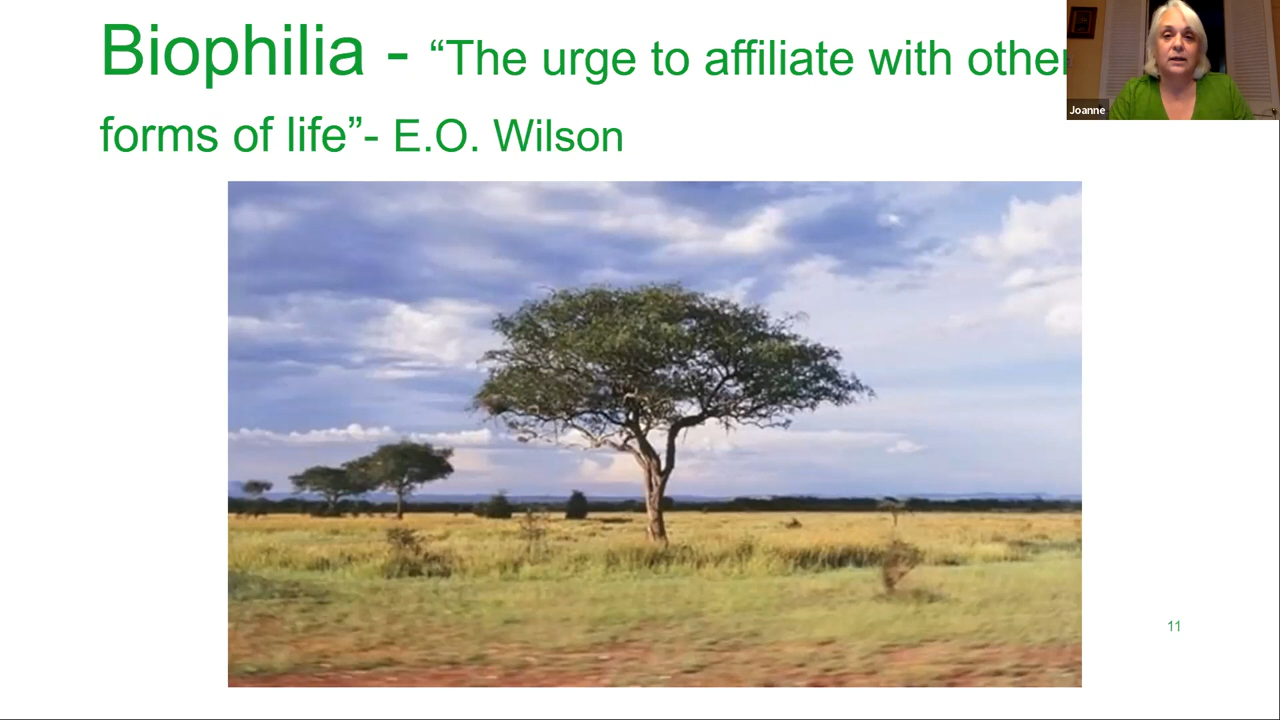 Biophilia - “The urge to affiliate with other
forms of life”- E.O. Wilson
Joanne
11